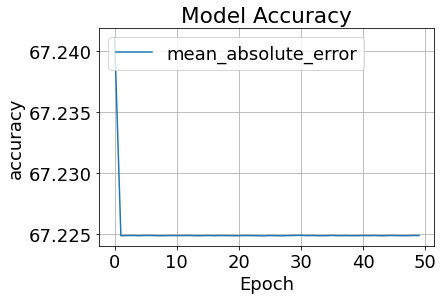 Model Accuracy
mean_absolute_error
accuracy
67.240
67.235
67.230
67.225
0 10 20 30 40 50
Epoch